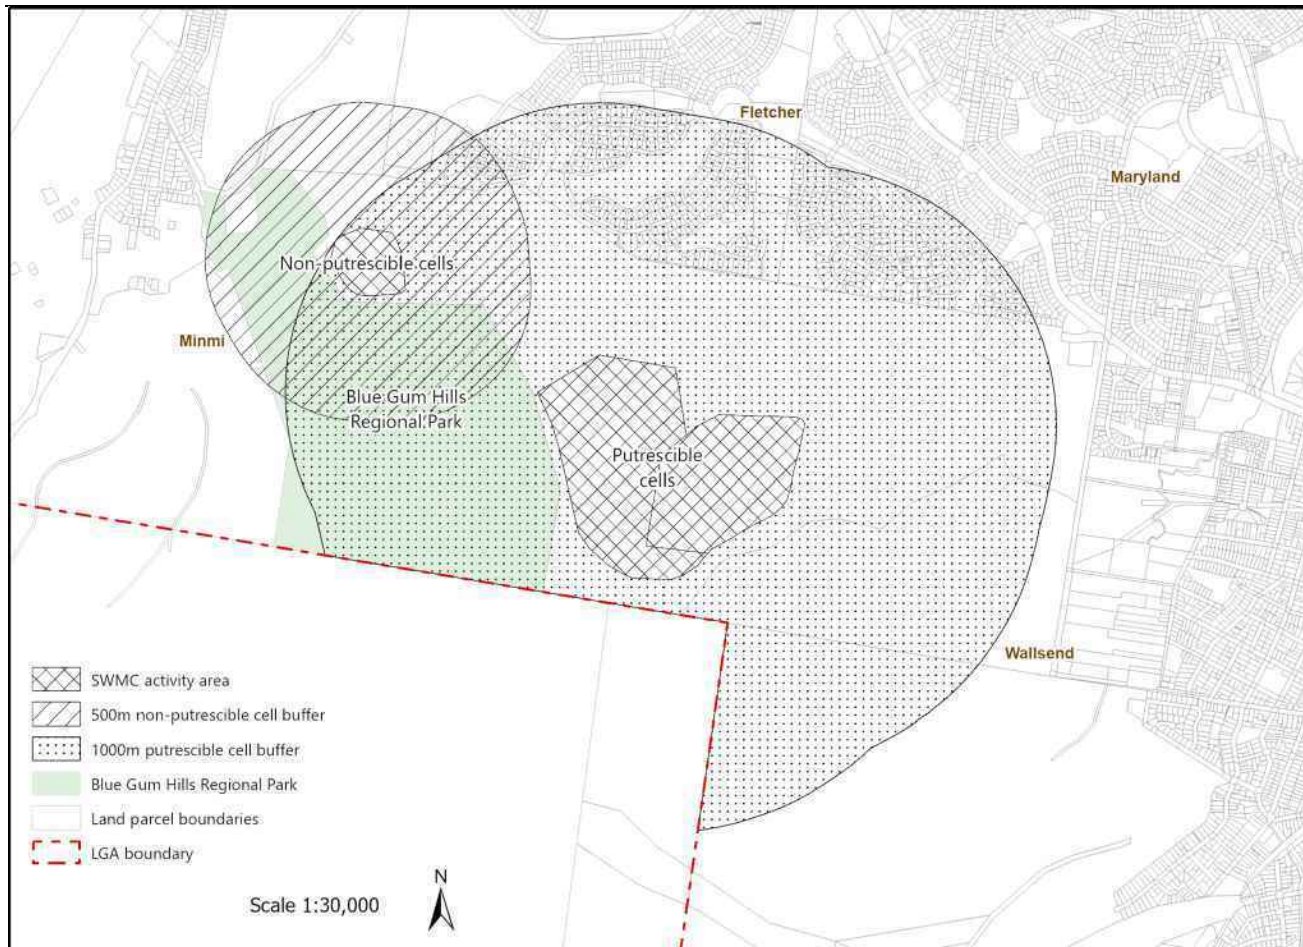 Fletcher
Maryland
Non-putrescible cells
Minmi
Blue Gum Hills
Regional Park
Putrescible
cells
Wallsend
SWMC activity area
500m non-putrescible cell buffer
1000m putrescible cell buffer
Blue Gum Hills Regional Park
Land parcel boundaries
LGA boundary
N
Scale 1:30,000